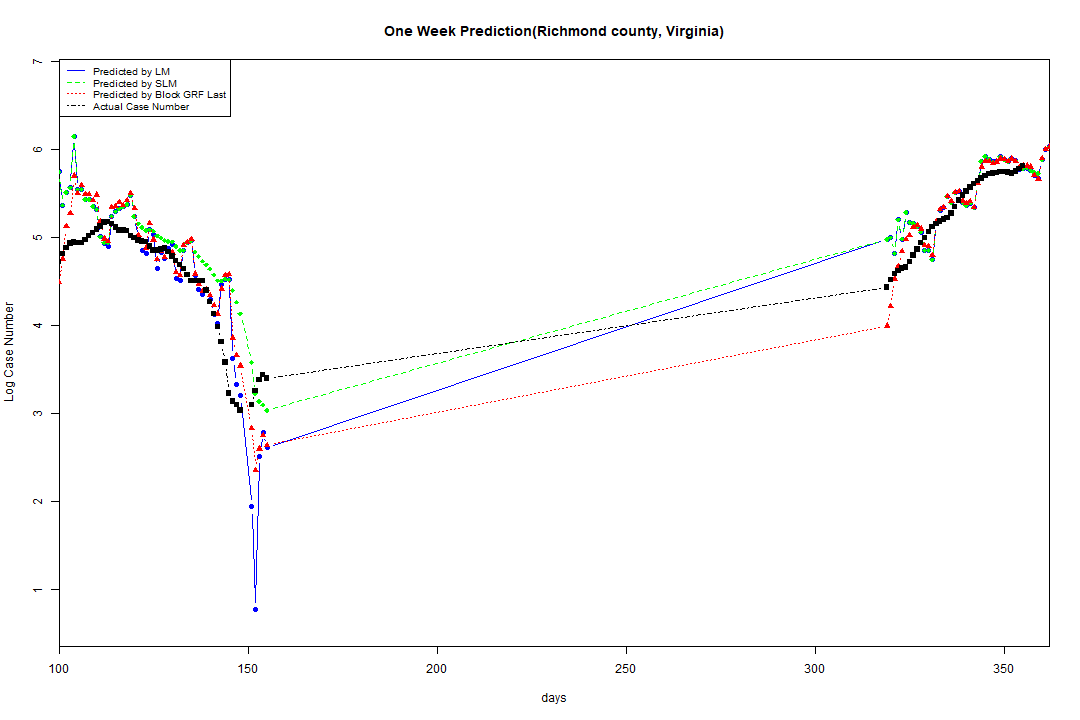 One Week Prediction(Richmond county, Virginia)
Predicted by LM
Predicted by SLM
Predicted by Block GRF Last
Actual Case Number
7
6
5
4
3
2
1
Log Case Number
100 150 200 250 300 350
days